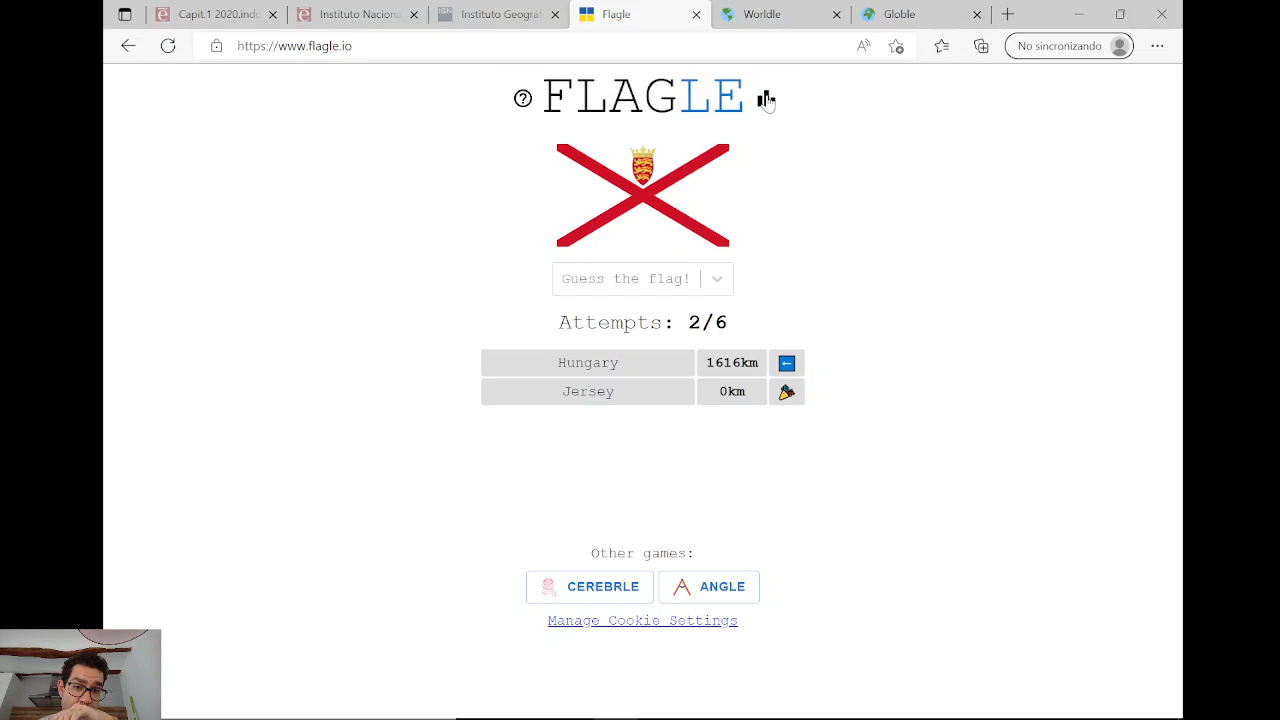 Capit.1 2020.ind
Instituto Naciona
Instituto Geográf
Flagle
Worldle
Globle
https://www.flagle.io
No sincronizando
FLAGLE
Guess the flag!
Attempts: 2/6
Hungary 1616km
Jersey 0km
Other games:
CEREBRLE ANGLE
Manage Cookie Settings